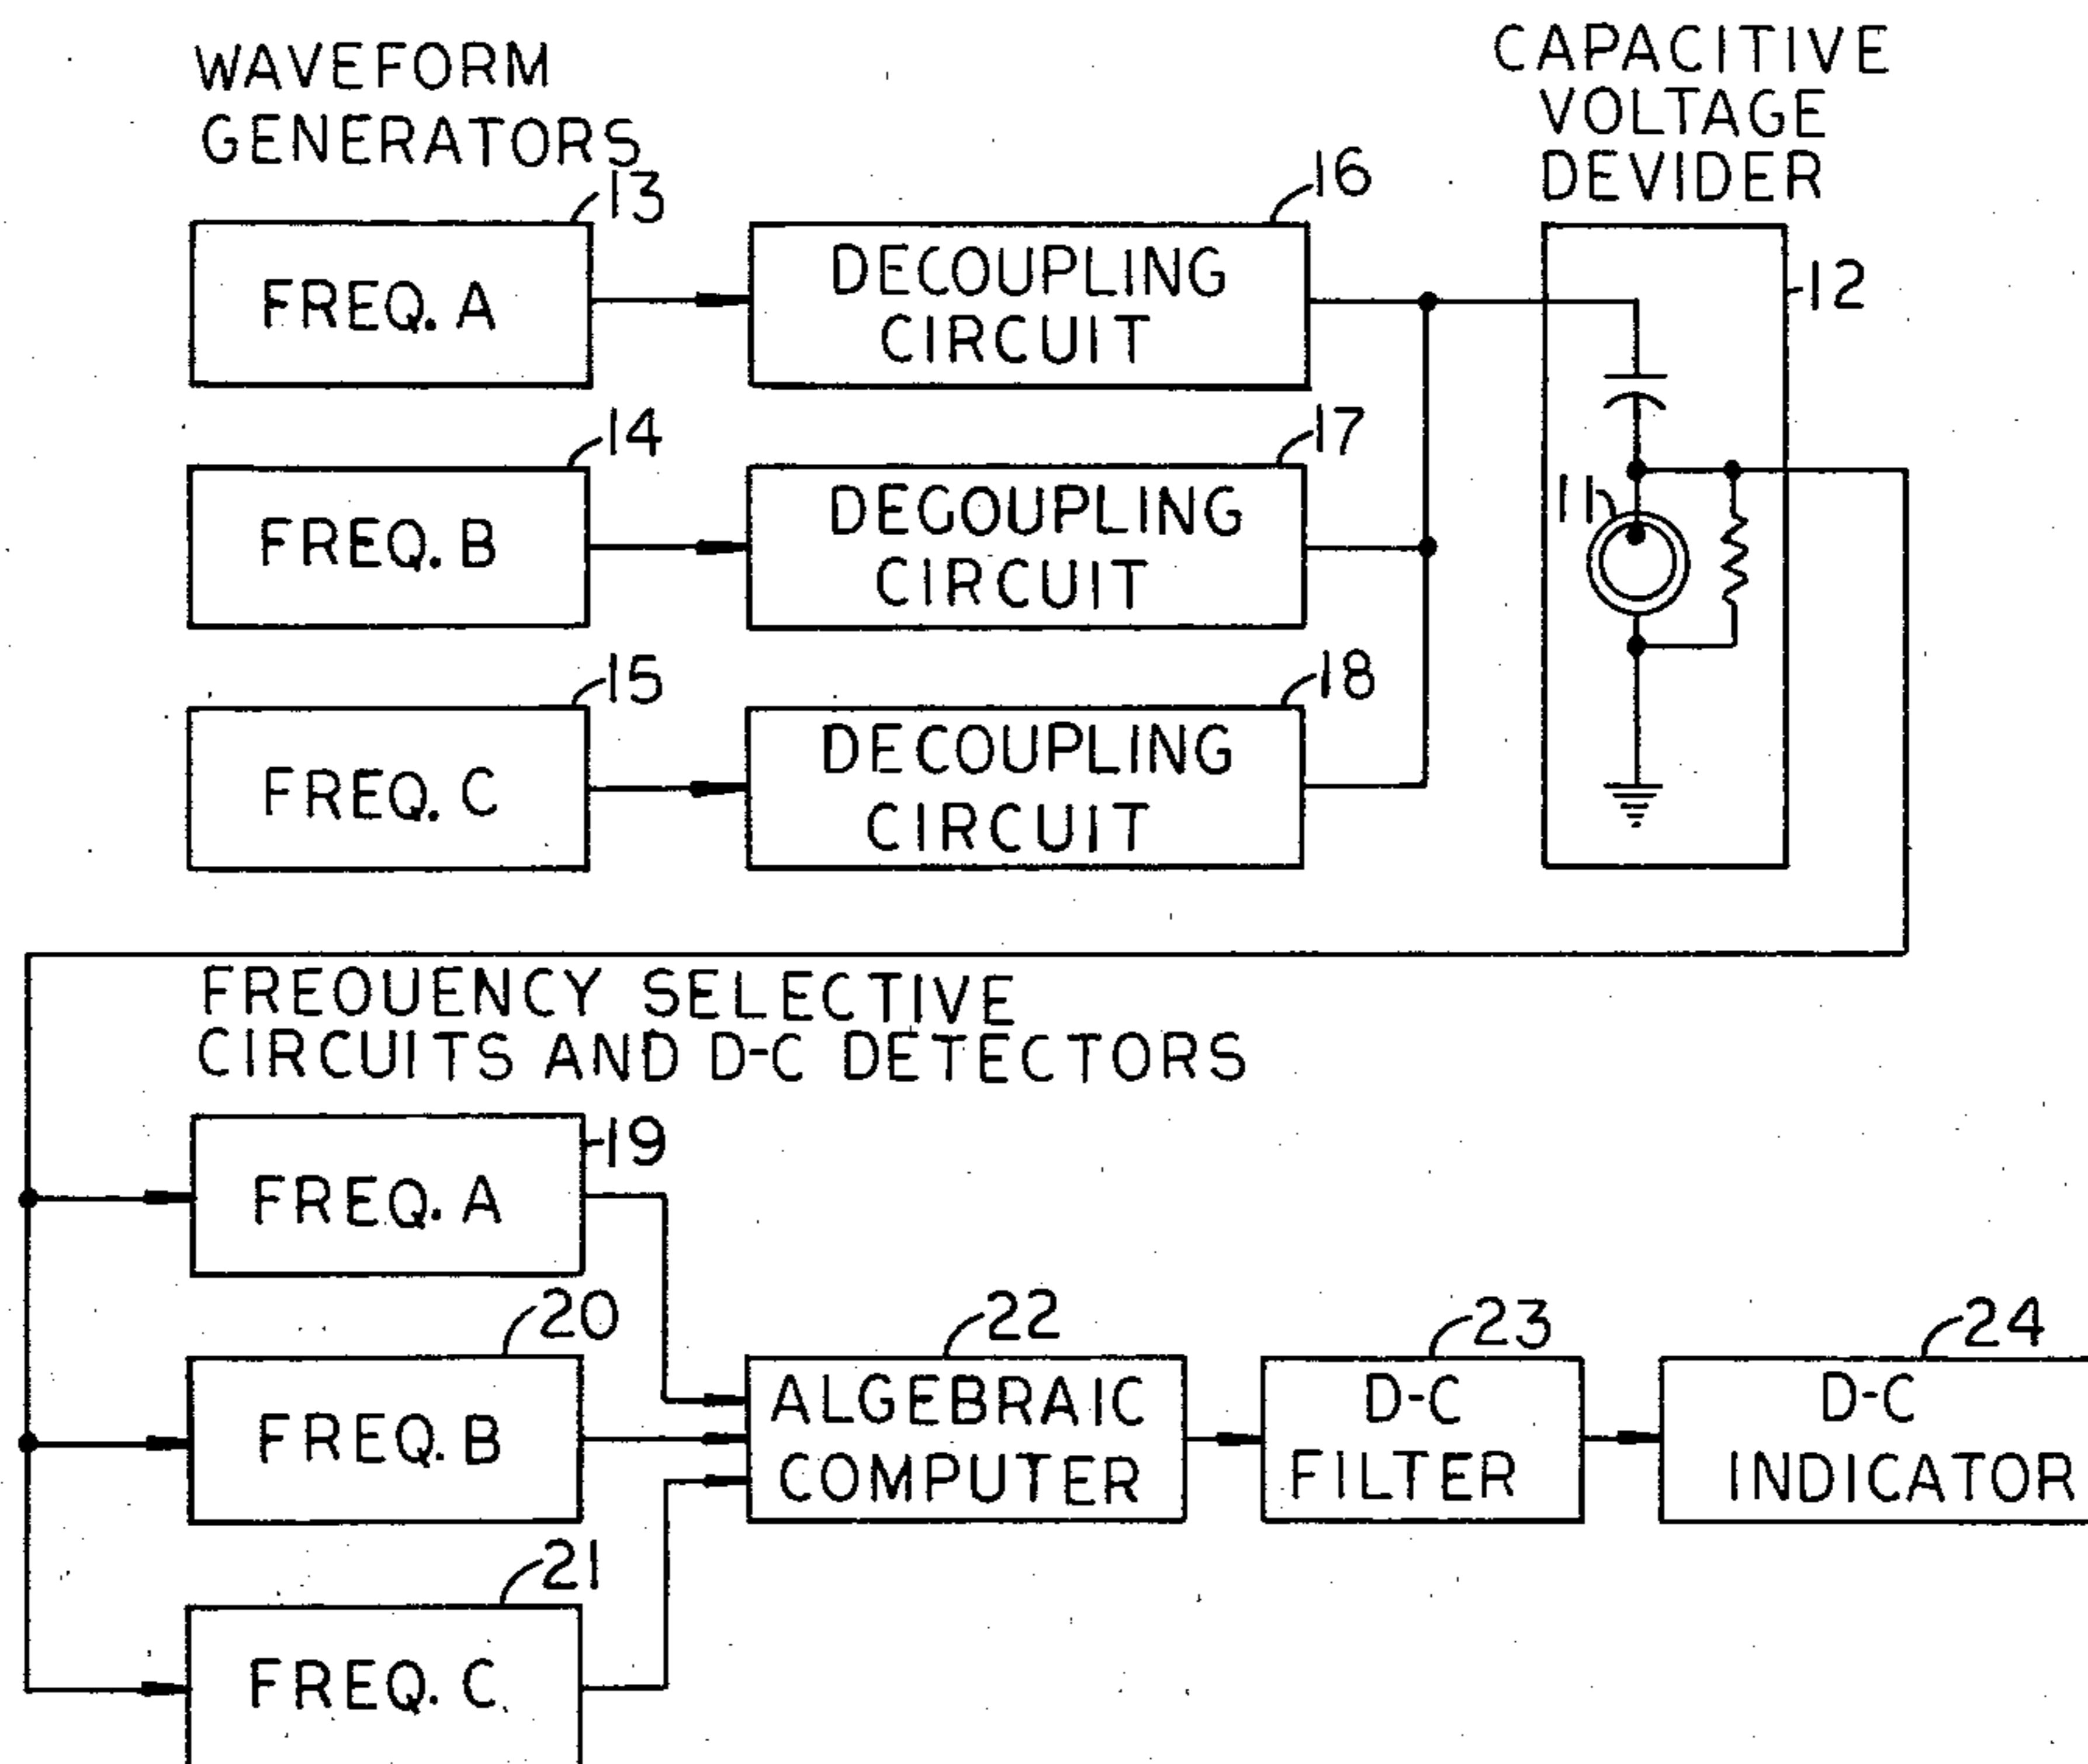 WAVEFORM
GENERATORS
CAPACITIVE
VOLTAGE
DEVIDER
13
FREQ. A
16
DECOUPLING
CIRCUIT
12
14
FREQ. B
17
DEGOUPLING
CIRCUIT
11
15
FREQ. C
18
DECOUPLING
CIRCUIT
FREOUENCY SELECTIVE
CIRCUITS AND D-C DETECTORS
19
FREQ. A
20
FREQ. B
21
FREQ. C
22
ALGEBRAIC
COMPUTER
23
D-C
FILTER
24
D-C
INDICATOR